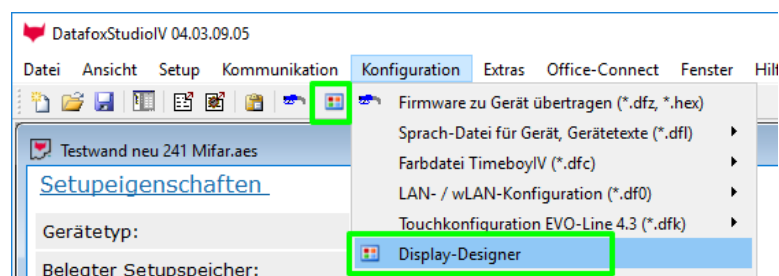 DatafoxStudioIV 04.03.09.05
Datei Ansicht Setup Kommunikation Konfiguration Extras Office-Connect Fenster Hilf
Firmware zu Gerät übertragen (*.dfz, *.hex)
Sprach-Datei für Gerät, Gerätetexte (*.dfl)
Testwand neu 241 Mifar.aes
Farbdatei TimeboyIV (*.dfc)
Setupeigenschaften
LAN- / wLAN-Konfiguration (*.df0)
Touchkonfiguration EVO-Line 4.3 (*.dfk)
Gerätetyp:
Display-Designer
Belegter Setupspeicher: